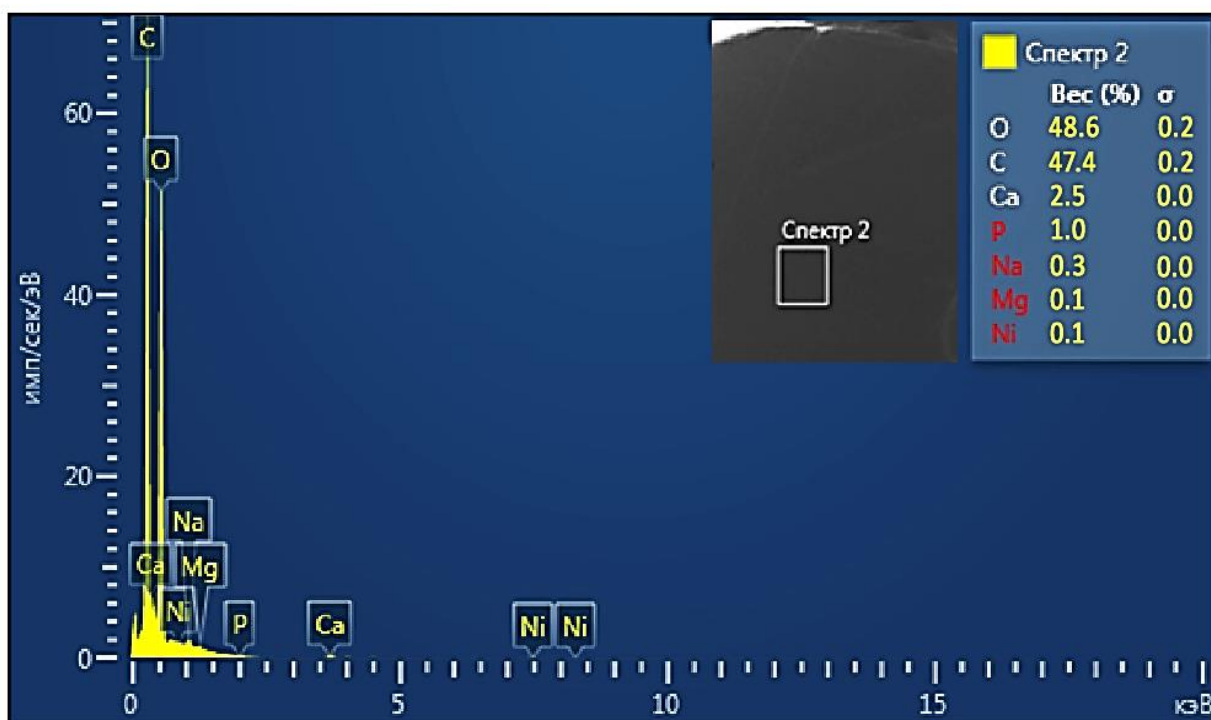 C
60
O
40
имп/сек/эВ
20
Na
Ca
Mg
Ni
P
Ca
Ni
Ni
0
0
5
10
15
кэВ
Спектр 2
Спектр 2
Вес (%) σ
O 48.6 0.2
C 47.4 0.2
Ca 2.5 0.0
P 1.0 0.0
Na 0.3 0.0
Mg 0.1 0.0
Ni 0.1 0.0